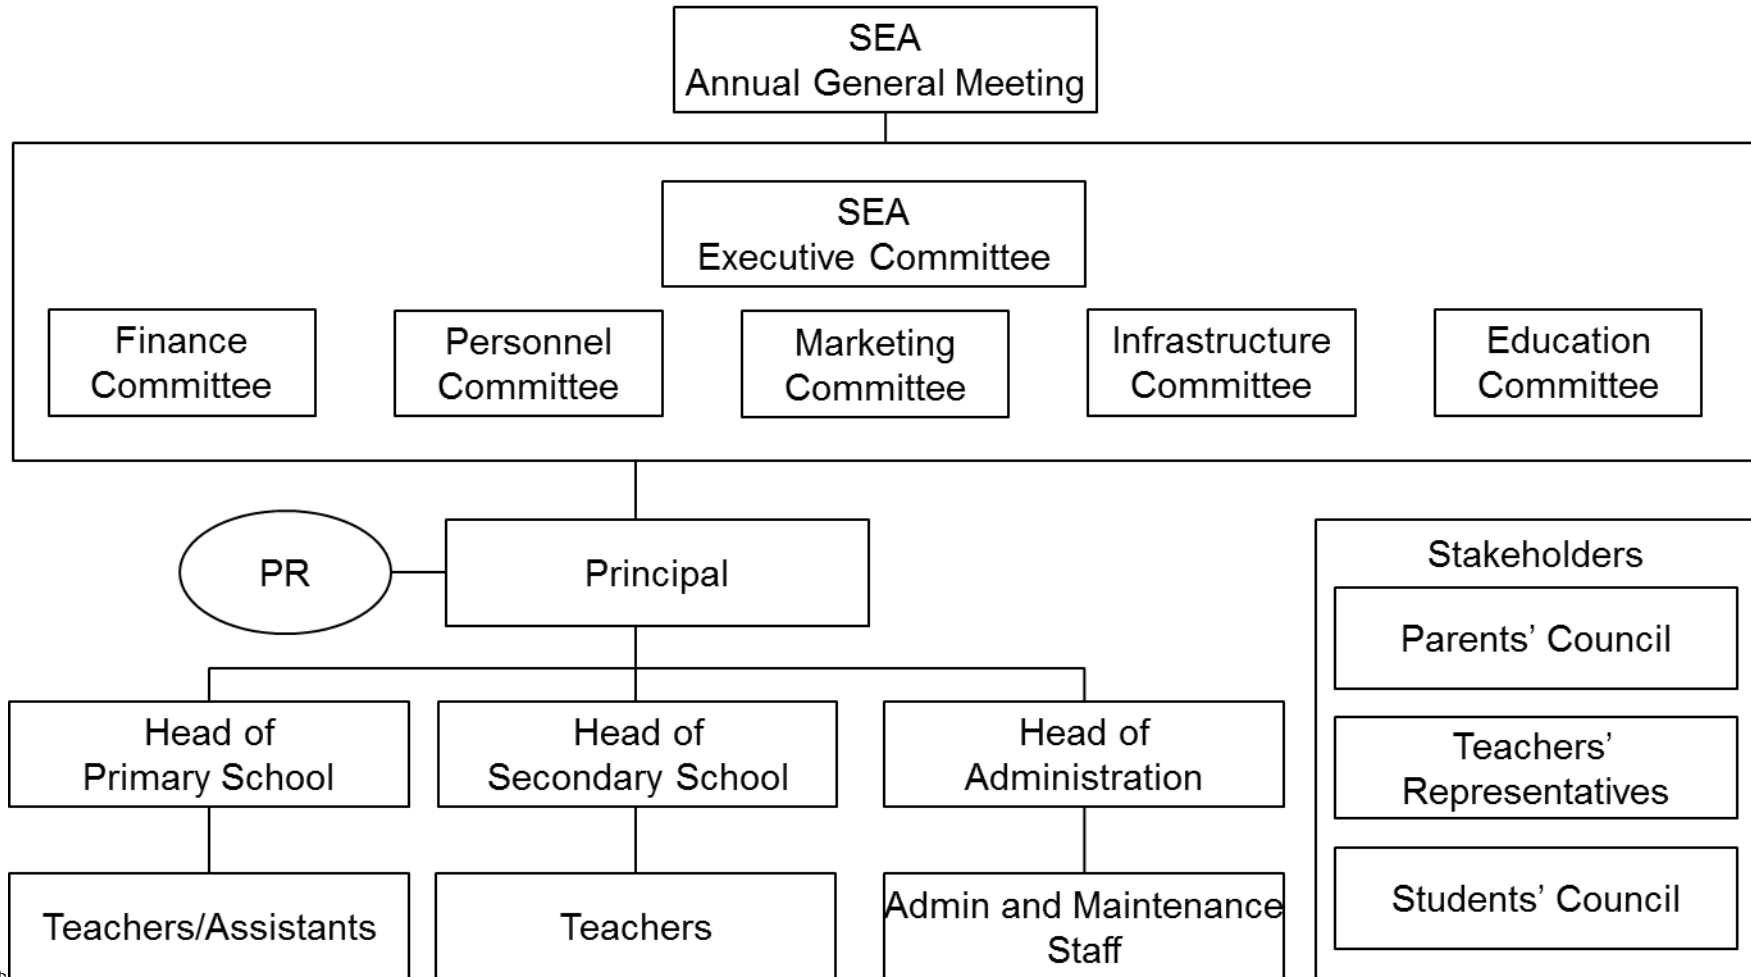 SEA
Annual General Meeting
SEA
Executive Committee
Finance
Committee
Personnel
Committee
Marketing
Committee
Infrastructure
Committee
Education
Committee
PR
Principal
Stakeholders
Parents’ Council
Teachers’
Representatives
Students’ Council
Head of
Primary School
Head of
Secondary School
Head of
Administration
Teachers/Assistants
Teachers
Admin and Maintenance
Staff